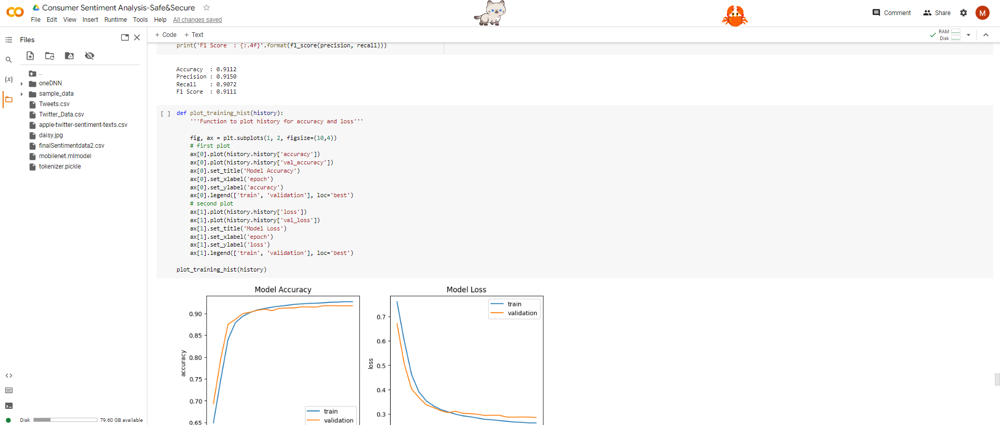 Consumer Sentiment Analysis-Safe&Secure
File Edit View Insert Runtime Tools Help All changes saved
Comment Share M
Files
+ Code + Text
RAM
Disk
{x}
..
oneDNN
sample_data
Tweets.csv
Twitter_Data.csv
apple-twitter-sentiment-texts.csv
daisy.jpg
finalSentimentdata2.csv
mobilenet.mlmodel
tokenizer.pickle
Disk 79.60 GB available
print('F1 Score  : {:.4f}'.format(f1_score(precision, recall)))
Accuracy  : 0.9112
Precision : 0.9150
Recall    : 0.9072
F1 Score  : 0.9111
[ ] def plot_training_hist(history):
    '''Function to plot history for accuracy and loss'''
    fig, ax = plt.subplots(1, 2, figsize=(10,4))
    # first plot
    ax[0].plot(history.history['accuracy'])
    ax[0].plot(history.history['val_accuracy'])
    ax[0].set_title('Model Accuracy')
    ax[0].set_xlabel('epoch')
    ax[0].set_ylabel('accuracy')
    ax[0].legend(['train', 'validation'], loc='best')
    # second plot
    ax[1].plot(history.history['loss'])
    ax[1].plot(history.history['val_loss'])
    ax[1].set_title('Model Loss')
    ax[1].set_xlabel('epoch')
    ax[1].set_ylabel('loss')
    ax[1].legend(['train', 'validation'], loc='best')
plot_training_hist(history)
Model Accuracy
0.90
0.85
0.80
0.75
0.70
0.65
accuracy
train
validation
Model Loss
0.7
0.6
0.5
0.4
0.3
loss
train
validation